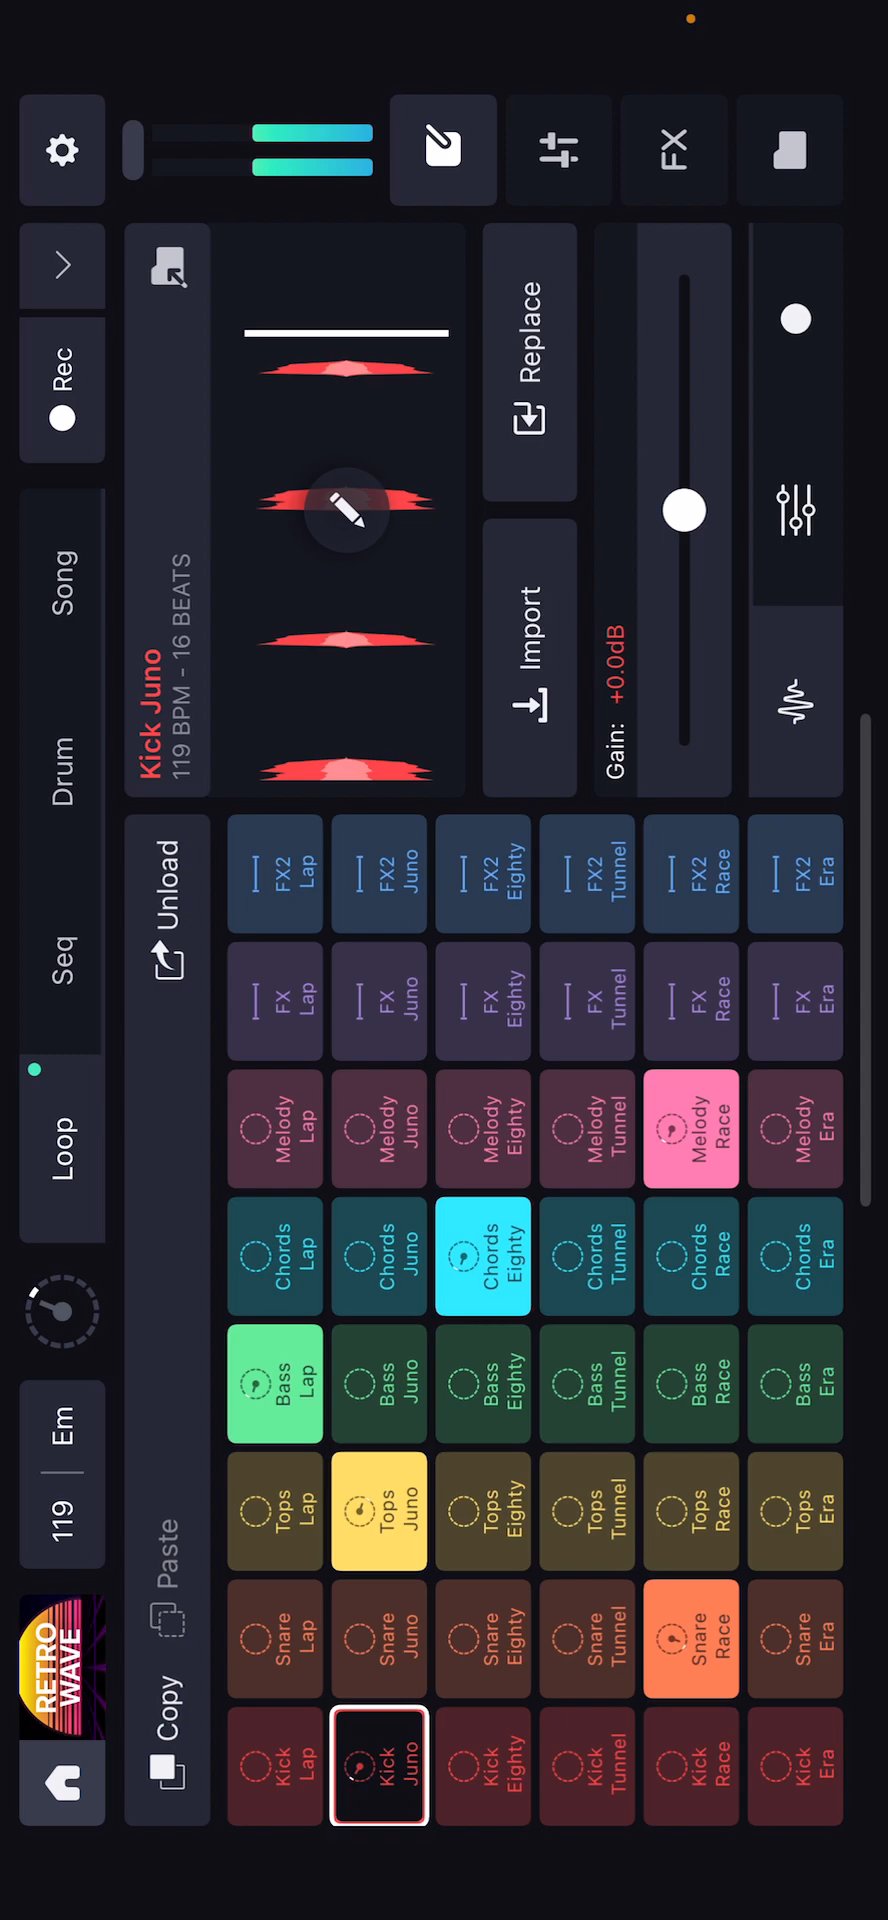 RETRO
WAVE
119 | Em
Loop
Seq
Drum
Song
Rec
Copy
Paste
Unload
Kick Juno
119 BPM - 16 BEATS
Kick
Lap
Snare
Lap
Tops
Lap
Bass
Lap
Chords
Lap
Melody
Lap
FX
Lap
FX2
Lap
Kick
Juno
Snare
Juno
Tops
Juno
Bass
Juno
Chords
Juno
Melody
Juno
FX
Juno
FX2
Juno
Kick
Eighty
Snare
Eighty
Tops
Eighty
Bass
Eighty
Chords
Eighty
Melody
Eighty
FX
Eighty
FX2
Eighty
Kick
Tunnel
Snare
Tunnel
Tops
Tunnel
Bass
Tunnel
Chords
Tunnel
Melody
Tunnel
FX
Tunnel
FX2
Tunnel
Kick
Race
Snare
Race
Tops
Race
Bass
Race
Chords
Race
Melody
Race
FX
Race
FX2
Race
Kick
Era
Snare
Era
Tops
Era
Bass
Era
Chords
Era
Melody
Era
FX
Era
FX2
Era
Import
Replace
Gain: +0.0dB
FX